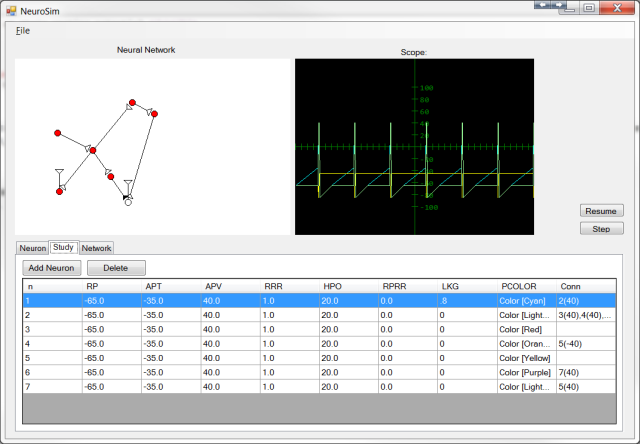 NeuroSim
File
Neural Network
Scope:
100
80
60
40
20
-100
Resume
Step
Neuron Study Network
Add Neuron Delete
n RP APT APV RRR HPO RPRR LKG PCOLOR Conn
1 -65.0 -35.0 40.0 1.0 20.0 0.0 .8 Color [Cyan] 2(40)
2 -65.0 -35.0 40.0 1.0 20.0 0.0 0 Color [Light... 3(40),4(40),...
3 -65.0 -35.0 40.0 1.0 20.0 0.0 0 Color [Red]
4 -65.0 -35.0 40.0 1.0 20.0 0.0 0 Color [Oran... 5(-40)
5 -65.0 -35.0 40.0 1.0 20.0 0.0 0 Color [Yellow]
6 -65.0 -35.0 40.0 1.0 20.0 0.0 0 Color [Purple] 7(40)
7 -65.0 -35.0 40.0 1.0 20.0 0.0 0 Color [Light... 5(40)